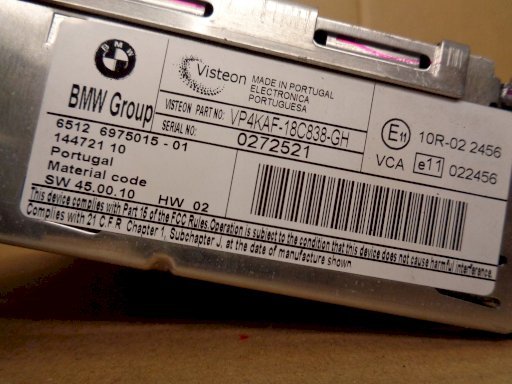 BMW
Visteon
MADE IN PORTUGAL
ELECTRONICA
PORTUGUESA
BMW Group
VISTEON PART NO: VP4KAF-18C838-GH
SERIAL NO: 0272521
E11 10R-02 2456
VCA e11 022456
6512 6975015 - 01
144721 10
Portugal
Material code
SW 45.00.10 HW 02
This device complies with Part 15 of the FCC Rules.Operation is subject to the condition that this device does not cause harmful interference.
Complies with 21 C.F.R. Chapter 1, Subchapter J, at the date of manufacture shown